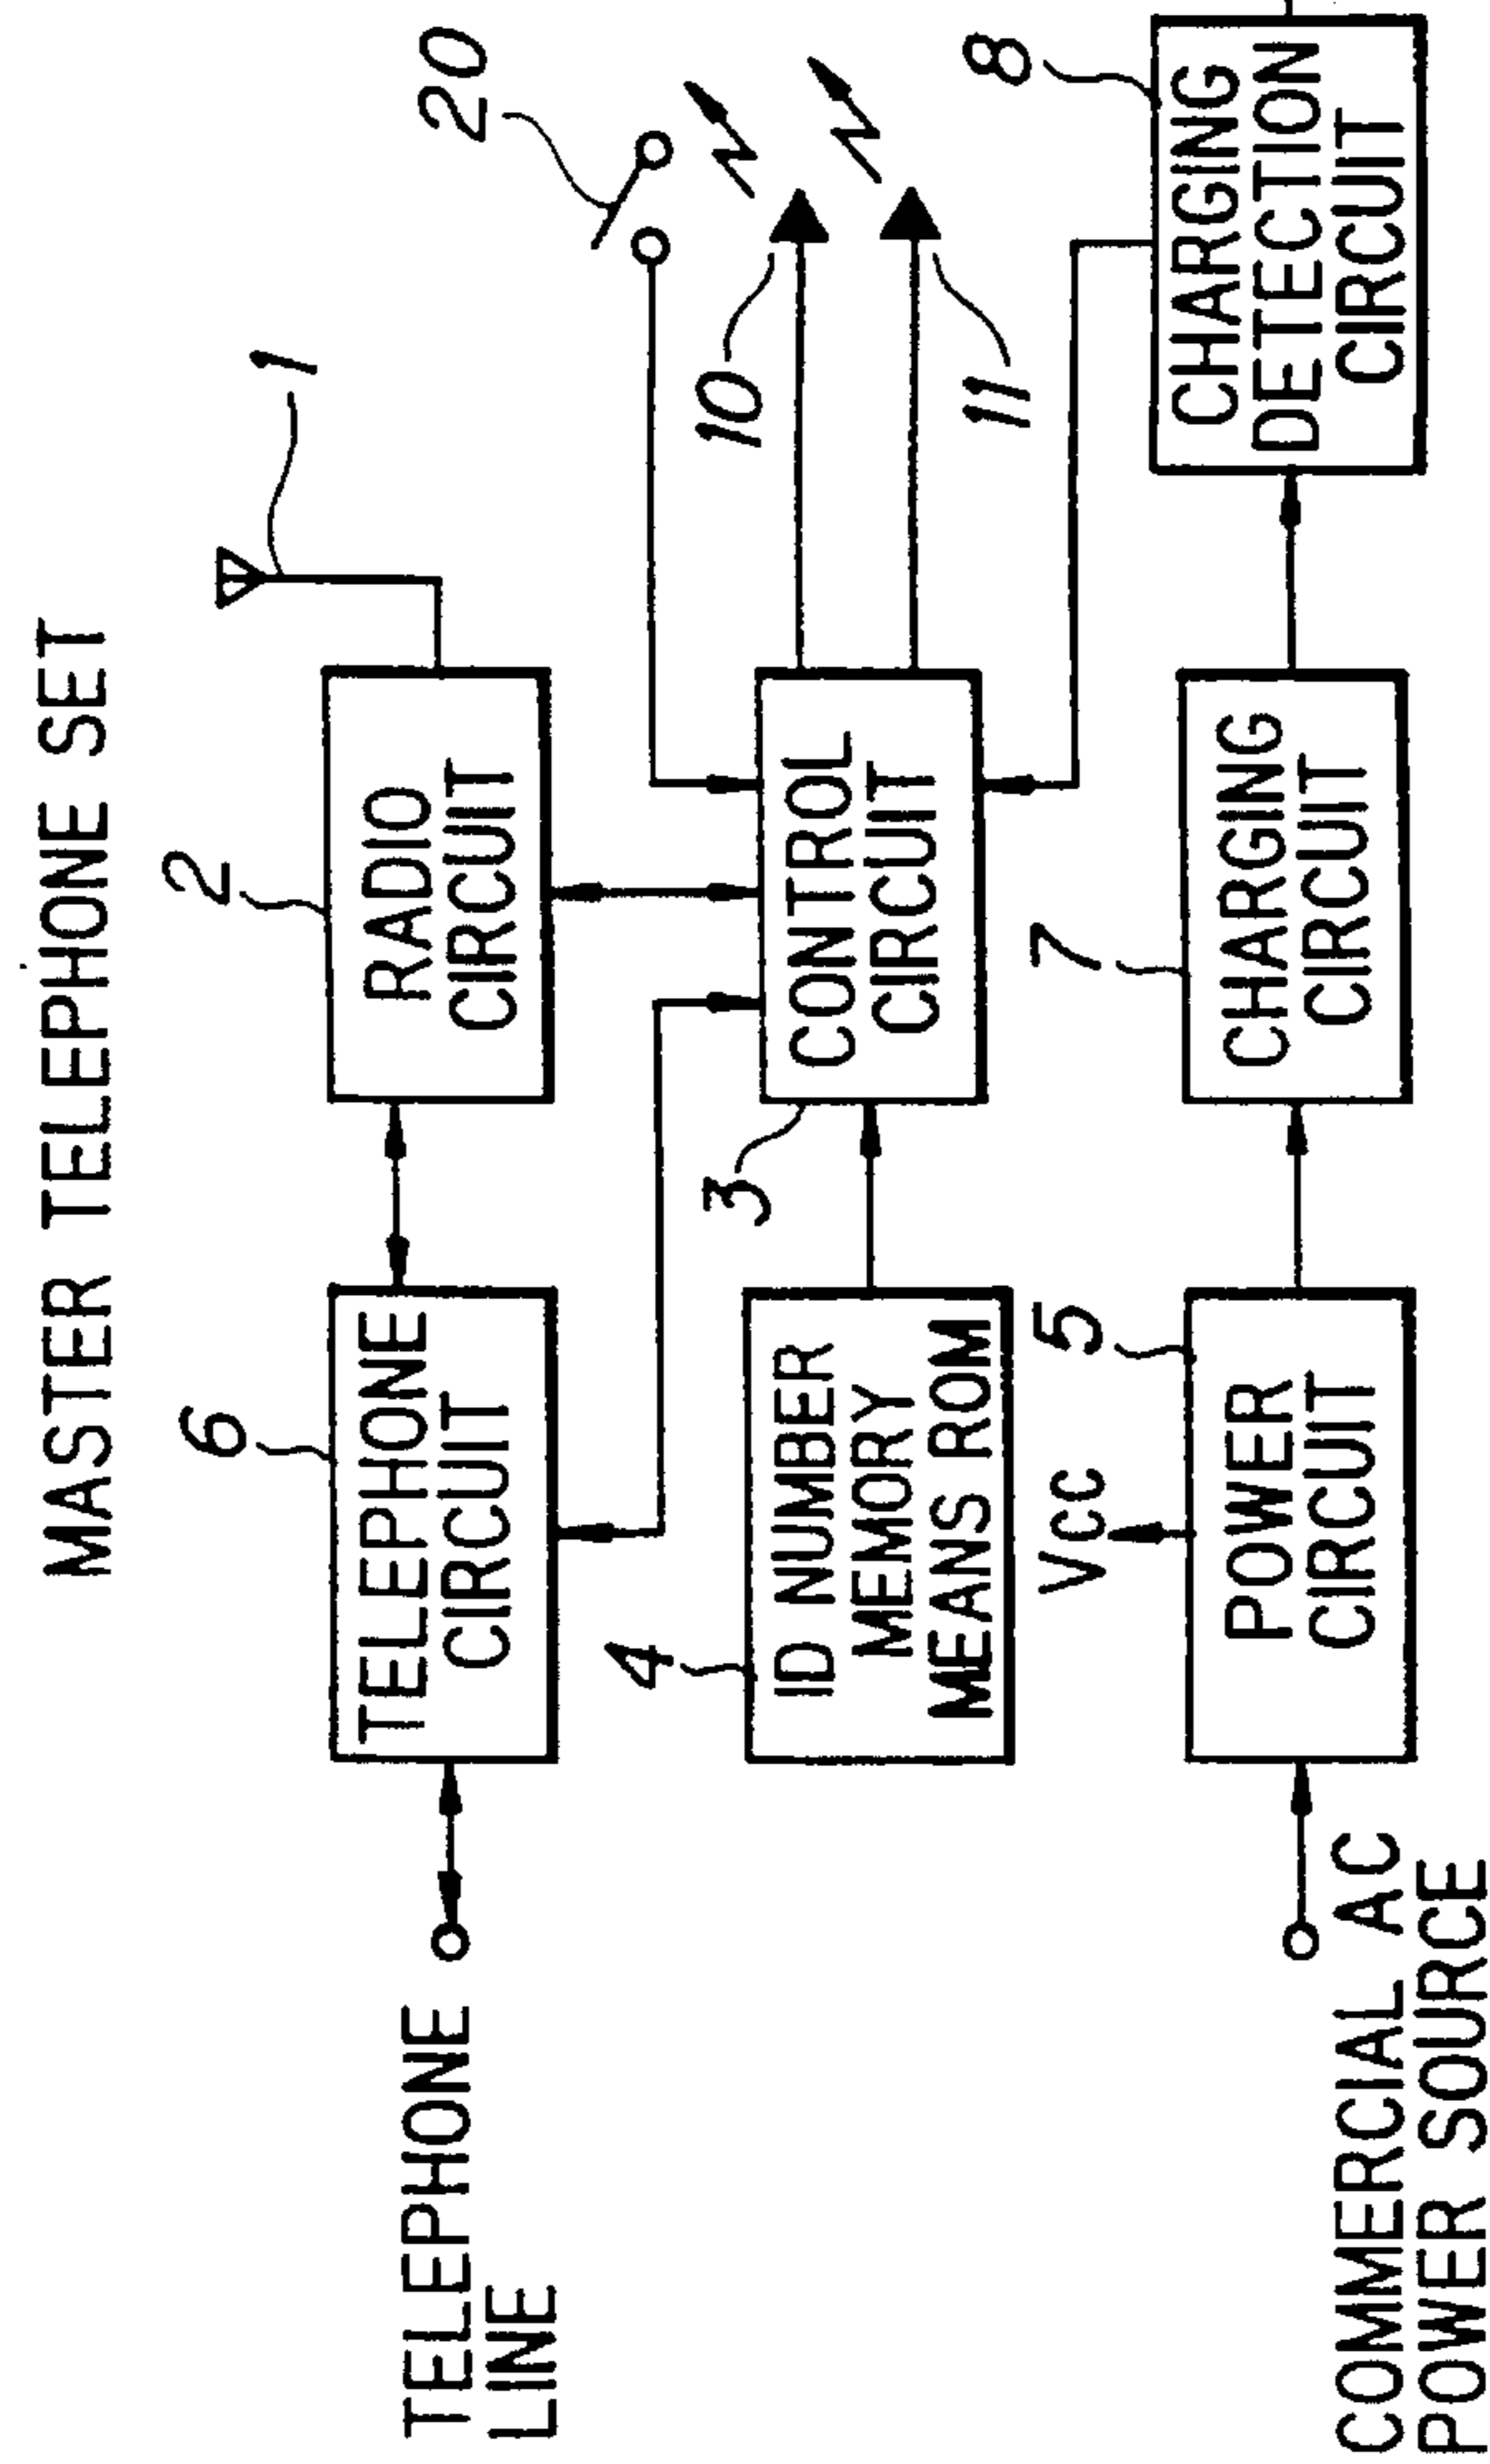 MASTER TELEPHONE SET
1
20
2
6
RADIO
CIRCUIT
TELEPHONE
CIRCUIT
TELEPHONE
LINE
10
11
3
CONTROL
CIRCUIT
4
ID NUMBER
MEMORY
MEANS ROM
8
7
5
Vcc
CHARGING
DETECTION
CIRCUIT
CHARGING
CIRCUIT
POWER
CIRCUIT
COMMERCIAL AC
POWER SOURCE